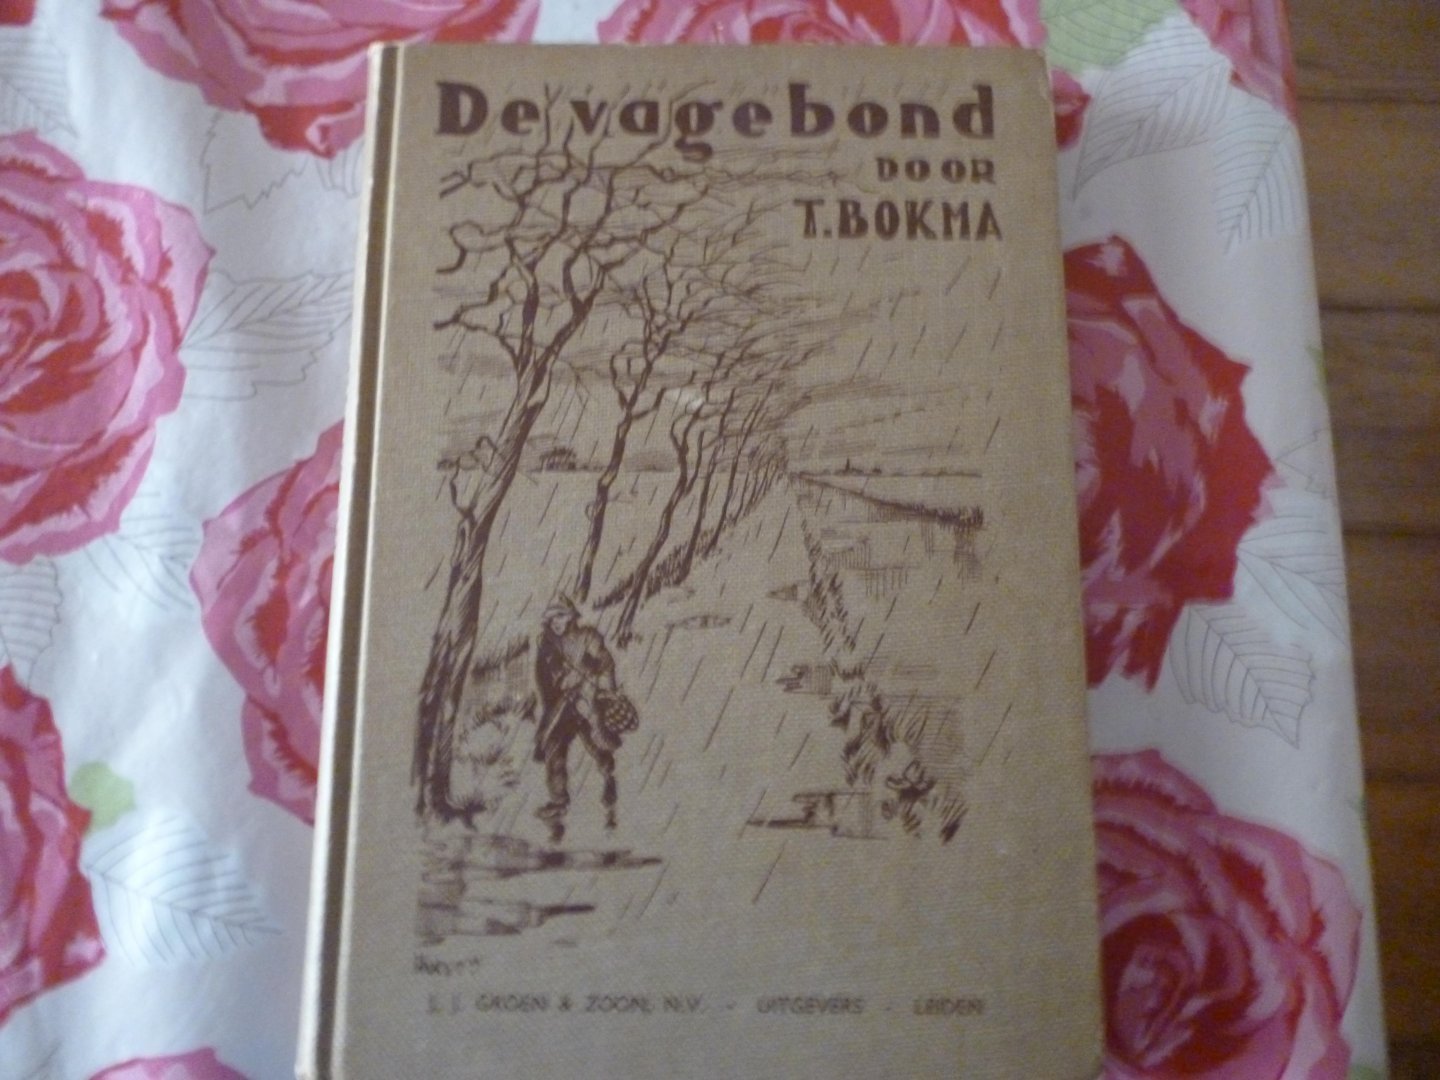 De vagebond
DOOR
T. BOKMA
J. J. GROEN & ZOON, N.V. - UITGEVERS - LEIDEN